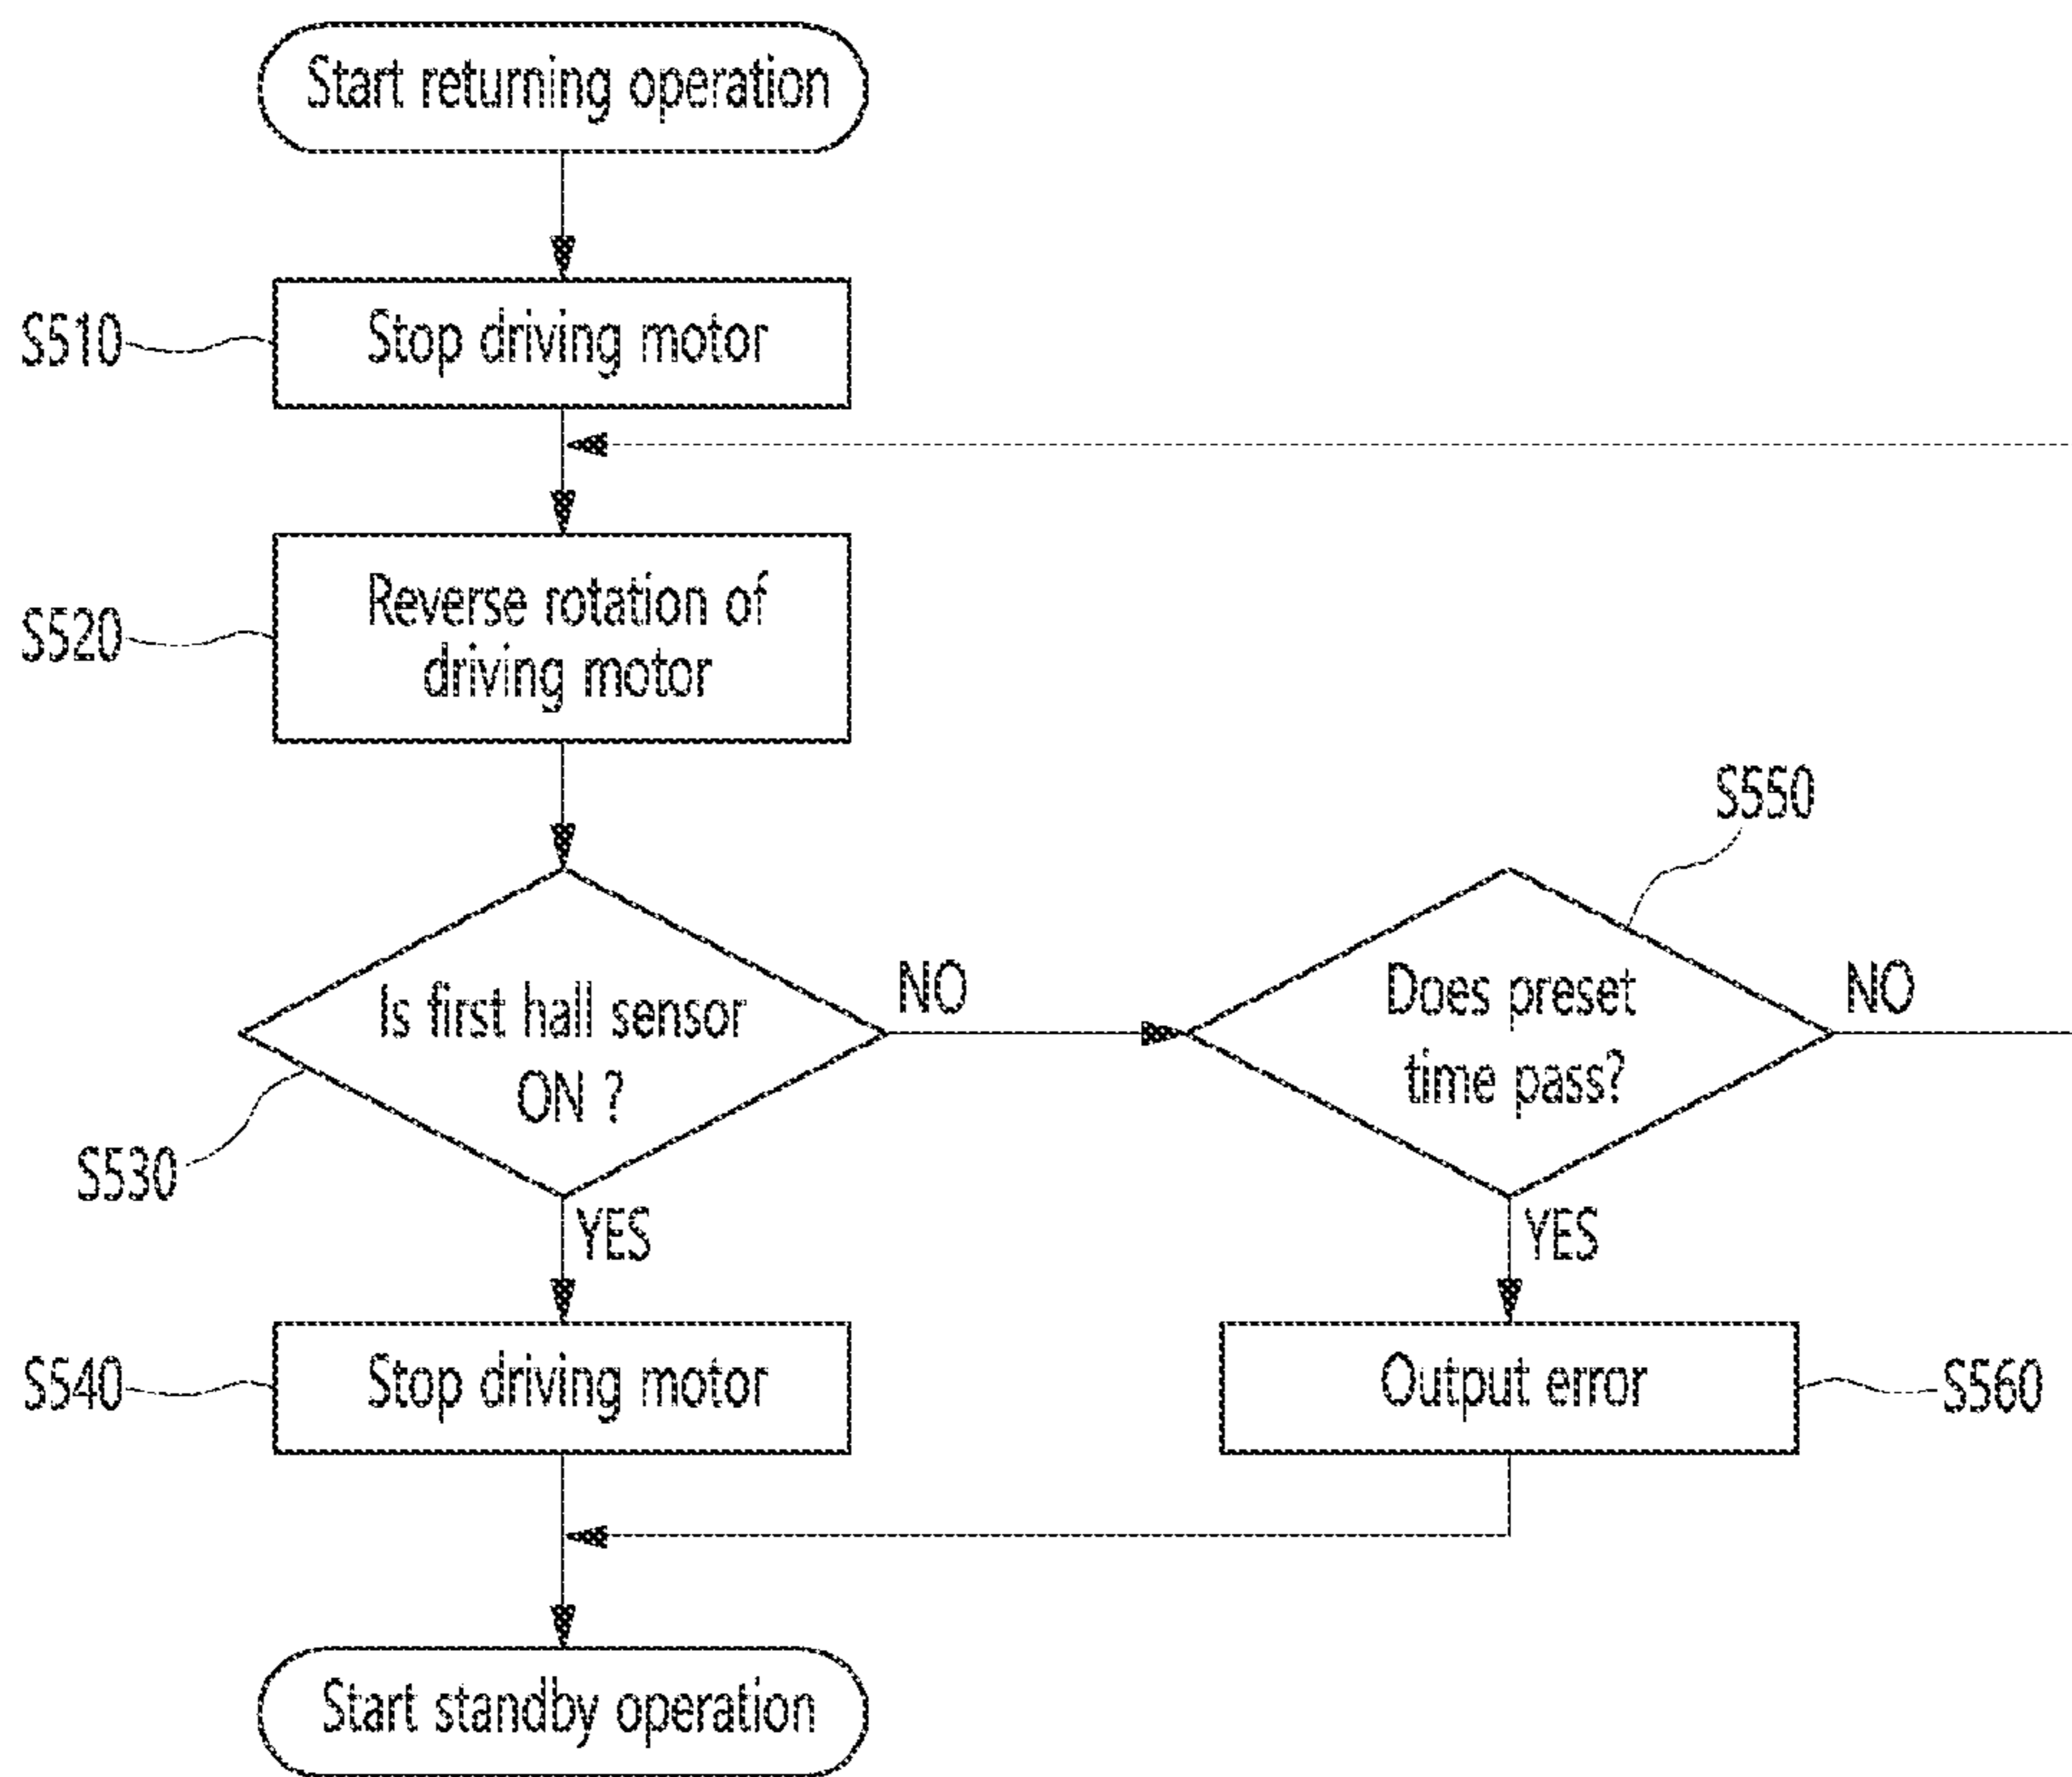 Start returning operation
S510
Stop driving motor
S520
Reverse rotation of
driving motor
S550
Is first hall sensor
ON ?
NO
Does preset
time pass?
NO
S530
YES
YES
S540
Stop driving motor
Output error
S560
Start standby operation